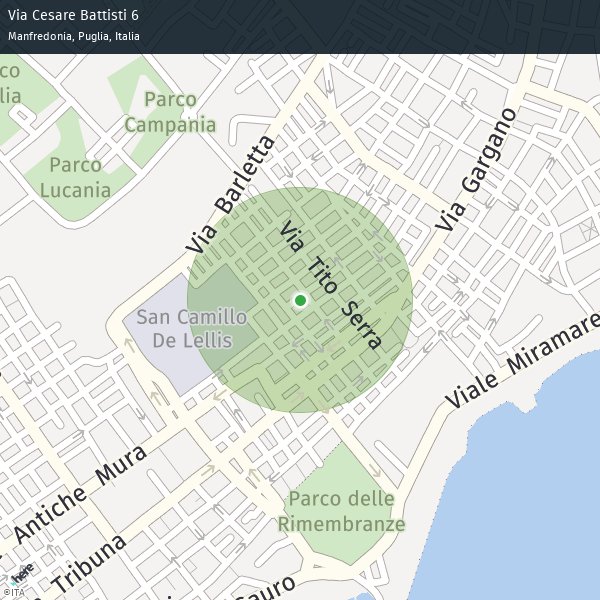 Via Cesare Battisti 6
Manfredonia, Puglia, Italia
co
lia
Parco
Campania
Parco
Lucania
Via Barletta
Via Gargano
Via Tito Serra
San Camillo
De Lellis
Viale Miramare
Antiche Mura
Parco delle
Rimembranze
Tribuna
Sauro
here
©ITA